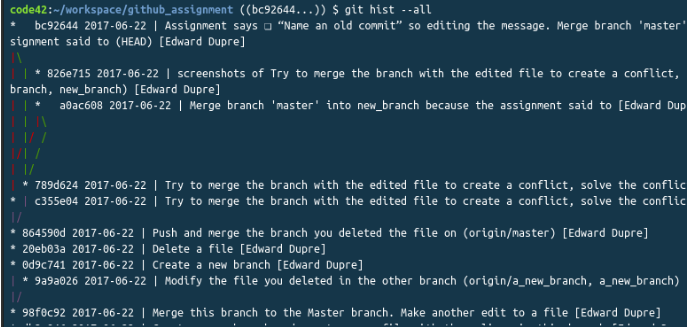 code42:~/workspace/github_assignment ((bc92644...)) $ git hist --all
*   bc92644 2017-06-22 | Assignment says ❏ “Name an old commit” so editing the message. Merge branch 'master'
signment said to (HEAD) [Edward Dupre]
|\
| | * 826e715 2017-06-22 | screenshots of Try to merge the branch with the edited file to create a conflict,
branch, new_branch) [Edward Dupre]
| | *   a0ac608 2017-06-22 | Merge branch 'master' into new_branch because the assignment said to [Edward Dup
| | |\
| |/ /
|/| /
| |/
| * 789d624 2017-06-22 | Try to merge the branch with the edited file to create a conflict, solve the conflic
* | c355e04 2017-06-22 | Try to merge the branch with the edited file to create a conflict, solve the conflic
|/
* 864590d 2017-06-22 | Push and merge the branch you deleted the file on (origin/master) [Edward Dupre]
* 20eb03a 2017-06-22 | Delete a file [Edward Dupre]
* 0d9c741 2017-06-22 | Create a new branch [Edward Dupre]
| * 9a9a026 2017-06-22 | Modify the file you deleted in the other branch (origin/a_new_branch, a_new_branch)
|/
* 98f0c92 2017-06-22 | Merge this branch to the Master branch. Make another edit to a file [Edward Dupre]